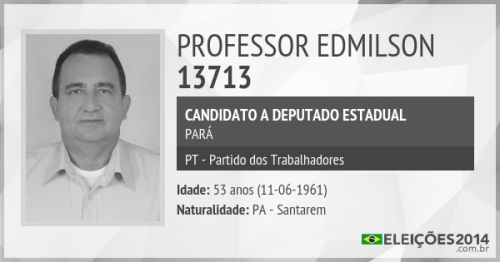 PROFESSOR EDMILSON
13713
CANDIDATO A DEPUTADO ESTADUAL
PARÁ
PT - Partido dos Trabalhadores
Idade: 53 anos (11-06-1961)
Naturalidade: PA - Santarem
ELEIÇÕES2014
.com.br